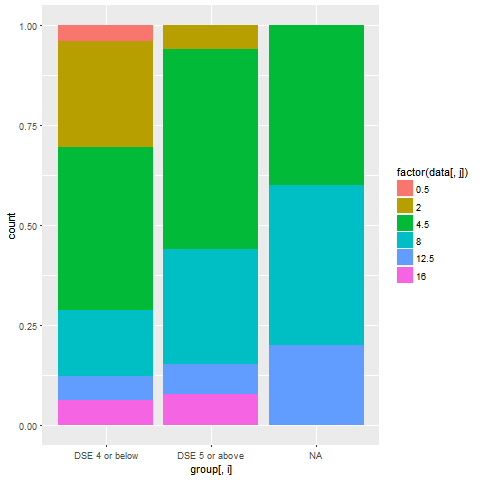 1.00
0.75
0.50
0.25
0.00
count
DSE 4 or below
DSE 5 or above
NA
group[, i]
factor(data[, j])
0.5
2
4.5
8
12.5
16